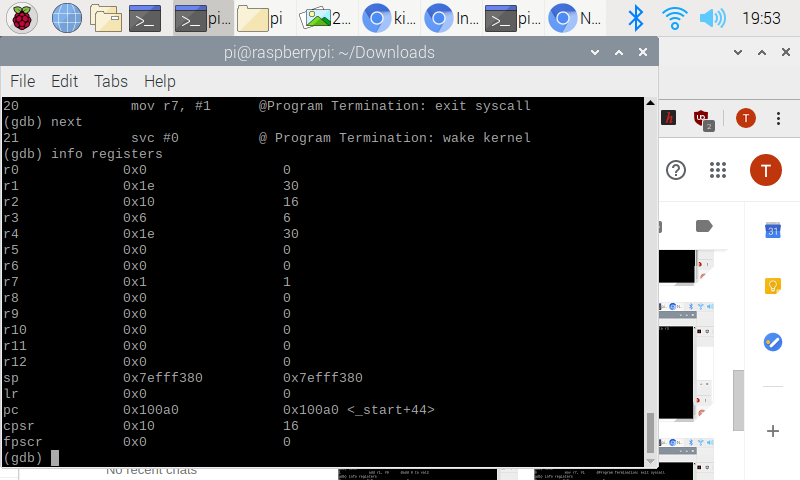 pi...
pi
2...
ki...
In...
pi...
N...
19:53
pi@raspberrypi: ~/Downloads
File Edit Tabs Help
20 mov r7, #1 @Program Termination: exit syscall
(gdb) next
21 svc #0 @ Program Termination: wake kernel
(gdb) info registers
r0 0x0 0
r1 0x1e 30
r2 0x10 16
r3 0x6 6
r4 0x1e 30
r5 0x0 0
r6 0x0 0
r7 0x1 1
r8 0x0 0
r9 0x0 0
r10 0x0 0
r11 0x0 0
r12 0x0 0
sp 0x7efff380 0x7efff380
lr 0x0 0
pc 0x100a0 0x100a0 <_start+44>
cpsr 0x10 16
fpscr 0x0 0
(gdb)
h
2
T
T
31
No recent chats